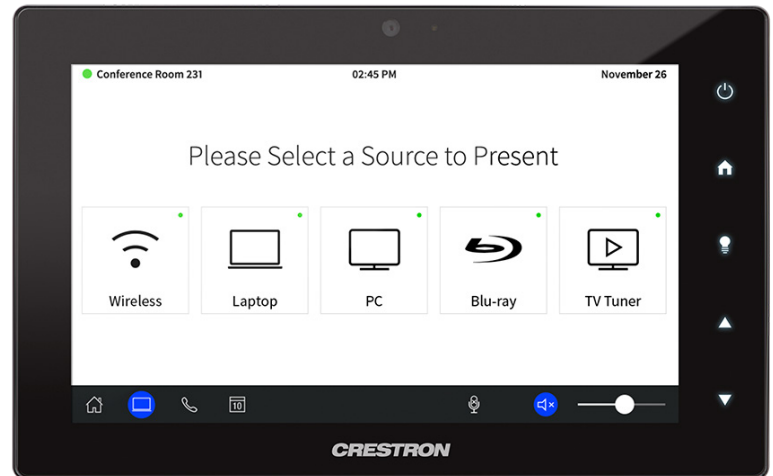 Conference Room 231
02:45 PM
November 26
Please Select a Source to Present
Wireless
Laptop
PC
Blu-ray
TV Tuner
10
CRESTRON